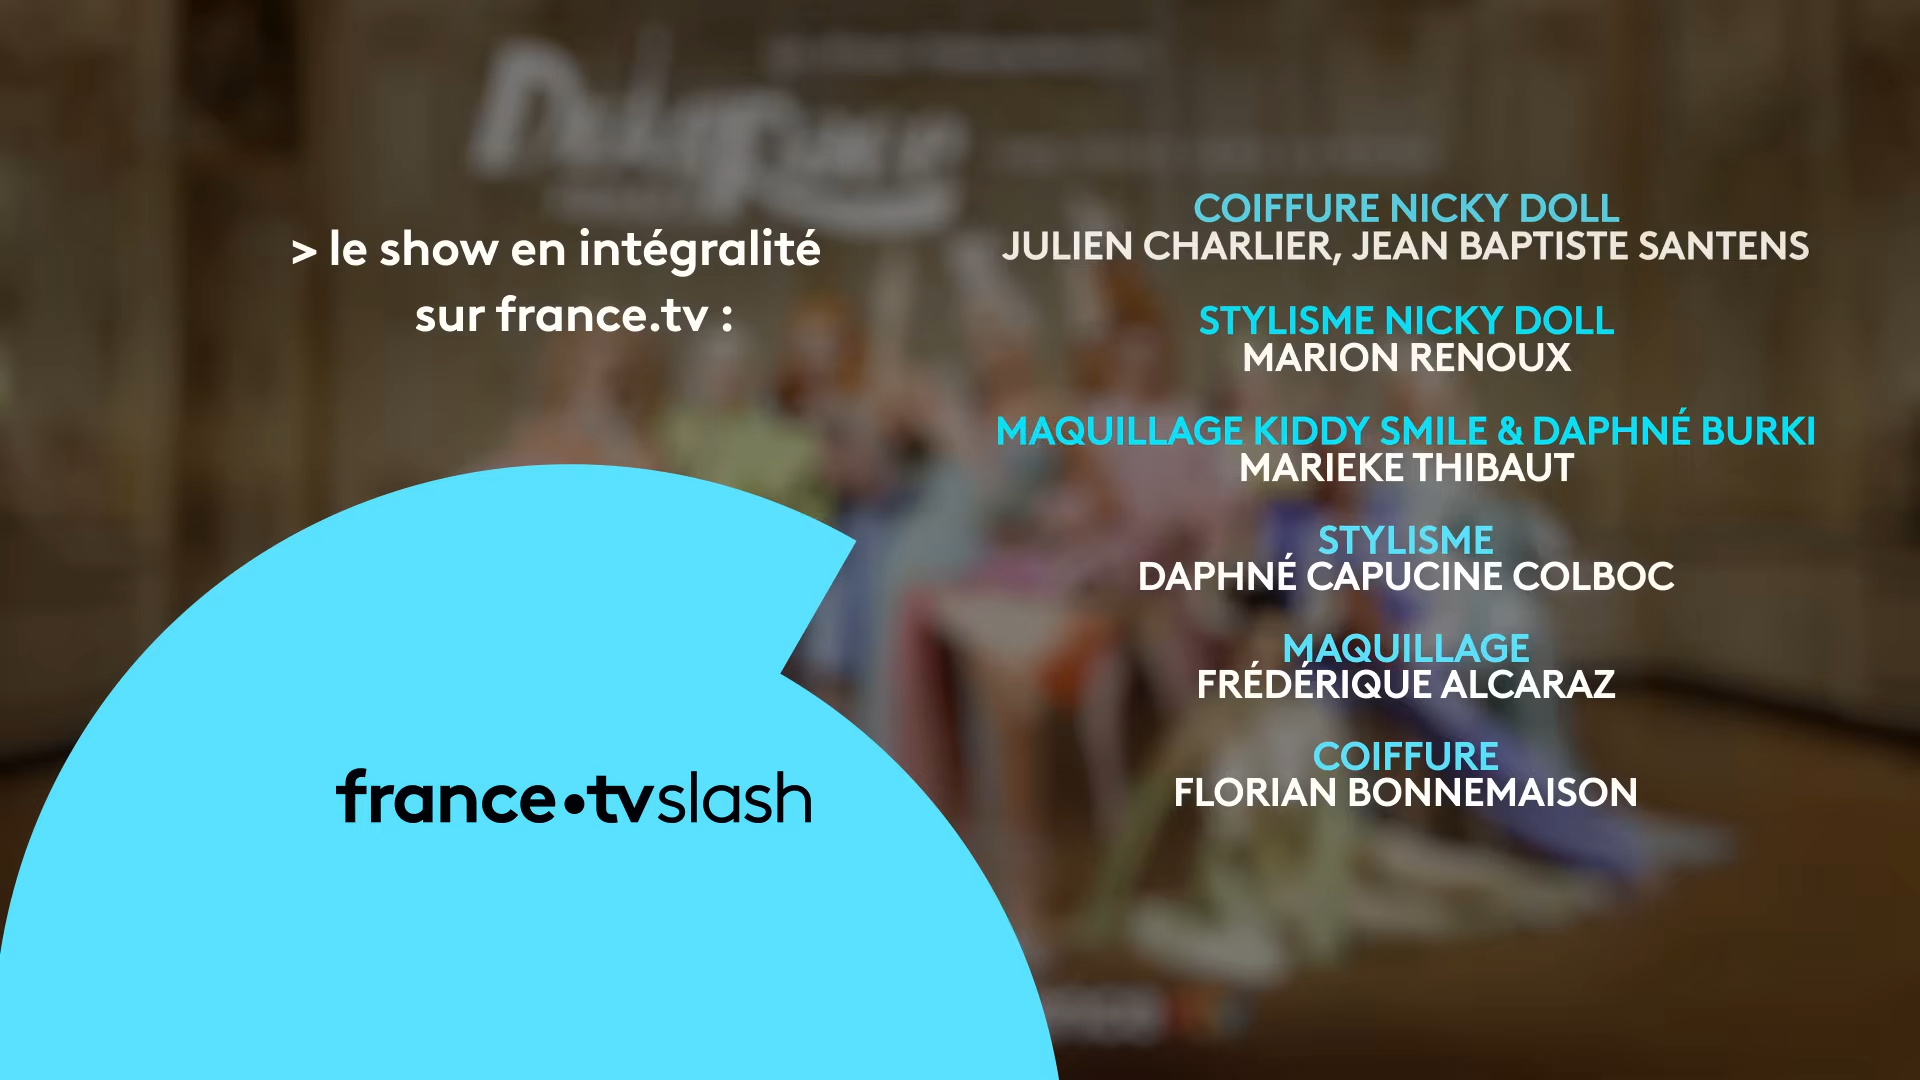 > le show en intégralité
sur france.tv :
france•tvslash
COIFFURE NICKY DOLL
JULIEN CHARLIER, JEAN BAPTISTE SANTENS
STYLISME NICKY DOLL
MARION RENOUX
MAQUILLAGE KIDDY SMILE & DAPHNÉ BURKI
MARIEKE THIBAUT
STYLISME
DAPHNÉ CAPUCINE COLBOC
MAQUILLAGE
FRÉDÉRIQUE ALCARAZ
COIFFURE
FLORIAN BONNEMAISON